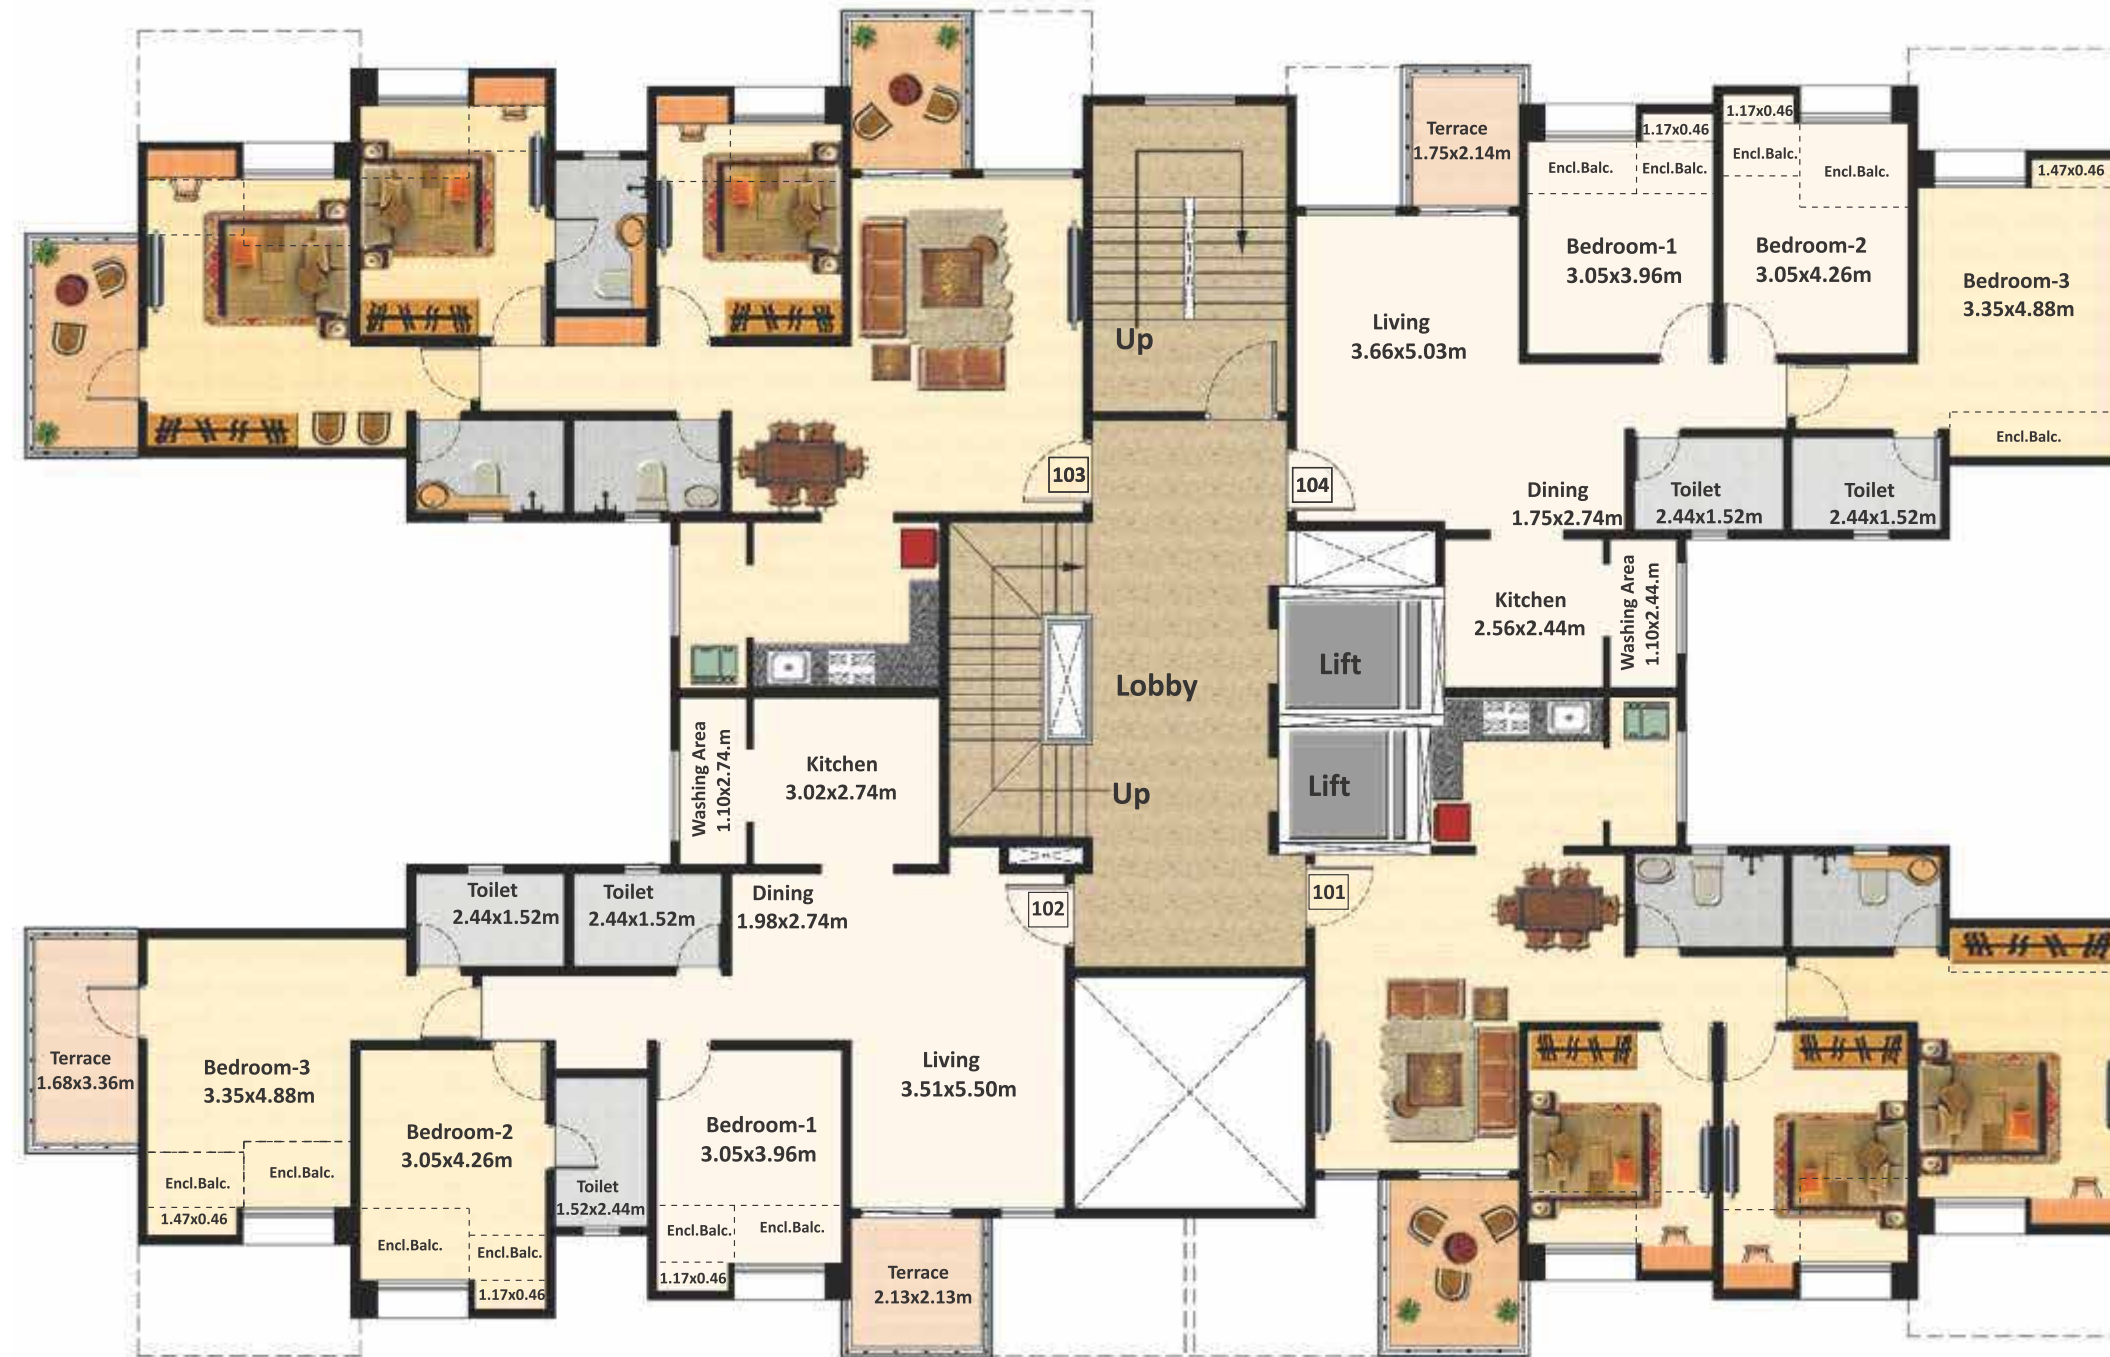 Terrace
1.75x2.14m
1.17x0.46
Encl.Balc.
Encl.Balc.
1.17x0.46
Encl.Balc.
Encl.Balc.
1.47x0.46
Bedroom-1
3.05x3.96m
Bedroom-2
3.05x4.26m
Bedroom-3
3.35x4.88m
Living
3.66x5.03m
Up
Encl.Balc.
103
104
Dining
1.75x2.74m
Toilet
2.44x1.52m
Toilet
2.44x1.52m
Kitchen
2.56x2.44m
Washing Area
1.10x2.44.m
Lift
Lobby
Lift
Up
Washing Area
1.10x2.74.m
Kitchen
3.02x2.74m
Toilet
2.44x1.52m
Toilet
2.44x1.52m
Dining
1.98x2.74m
102
101
Terrace
1.68x3.36m
Bedroom-3
3.35x4.88m
Living
3.51x5.50m
Bedroom-2
3.05x4.26m
Bedroom-1
3.05x3.96m
Encl.Balc.
Encl.Balc.
1.47x0.46
Toilet
1.52x2.44m
Encl.Balc.
Encl.Balc.
1.17x0.46
Encl.Balc.
Encl.Balc.
1.17x0.46
Terrace
2.13x2.13m